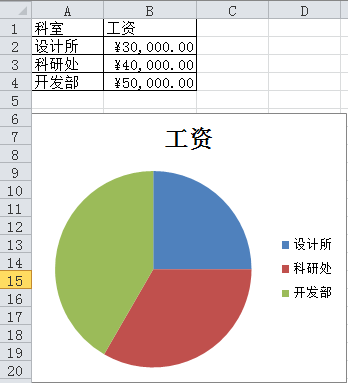 A B C D
1 科室 工资
2 设计所 ¥30,000.00
3 科研处 ¥40,000.00
4 开发部 ¥50,000.00
5
6
7 工资
8
9
10
11
12
13 设计所
14 科研处
15 开发部
16
17
18
19
20